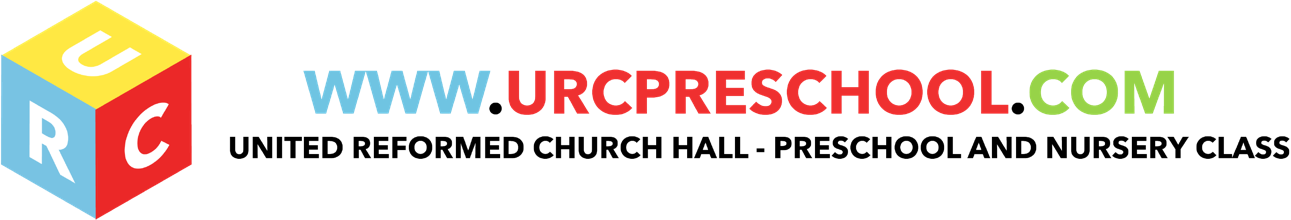 U
R C
WWW.URCPRESCHOOL.COM
UNITED REFORMED CHURCH HALL - PRESCHOOL AND NURSERY CLASS